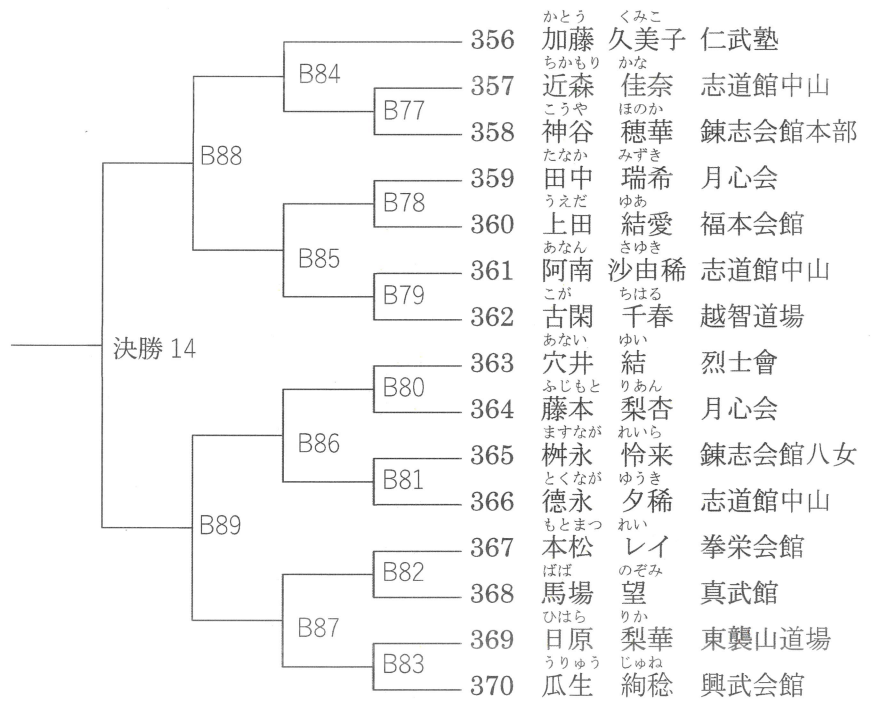 かとう くみこ
356 加藤 久美子 仁武塾
B84
ちかもり かな
357 近森 佳奈 志道館中山
B77
こうや ほのか
358 神谷 穂華 錬志会館本部
B88
たなか みずき
359 田中 瑞希 月心会
B78
うえだ ゆあ
360 上田 結愛 福本会館
B85
あなん さゆき
361 阿南 沙由稀 志道館中山
B79
こが ちはる
362 古閑 千春 越智道場
決勝 14
あない ゆい
363 穴井 結 烈士會
B80
ふじもと りあん
364 藤本 梨杏 月心会
B86
ますなが れいら
365 桝永 怜来 錬志会館八女
B81
とくなが ゆうき
366 德永 夕稀 志道館中山
B89
もとまつ れい
367 本松 レイ 拳栄会館
B82
ばば のぞみ
368 馬場 望 真武館
B87
ひはら りか
369 日原 梨華 東襲山道場
B83
うりゅう じゅね
370 瓜生 絢稔 興武会館